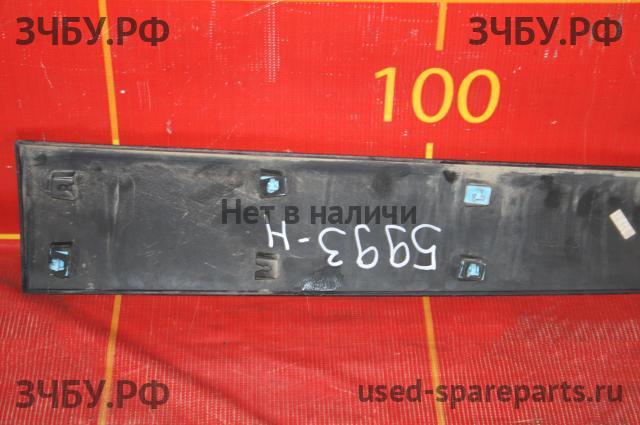 ЗЧБУ.РФ
ЗЧБУ.РФ
100
Нет в наличи
5993-Н
R
ЗЧБУ.РФ
used-spareparts.ru